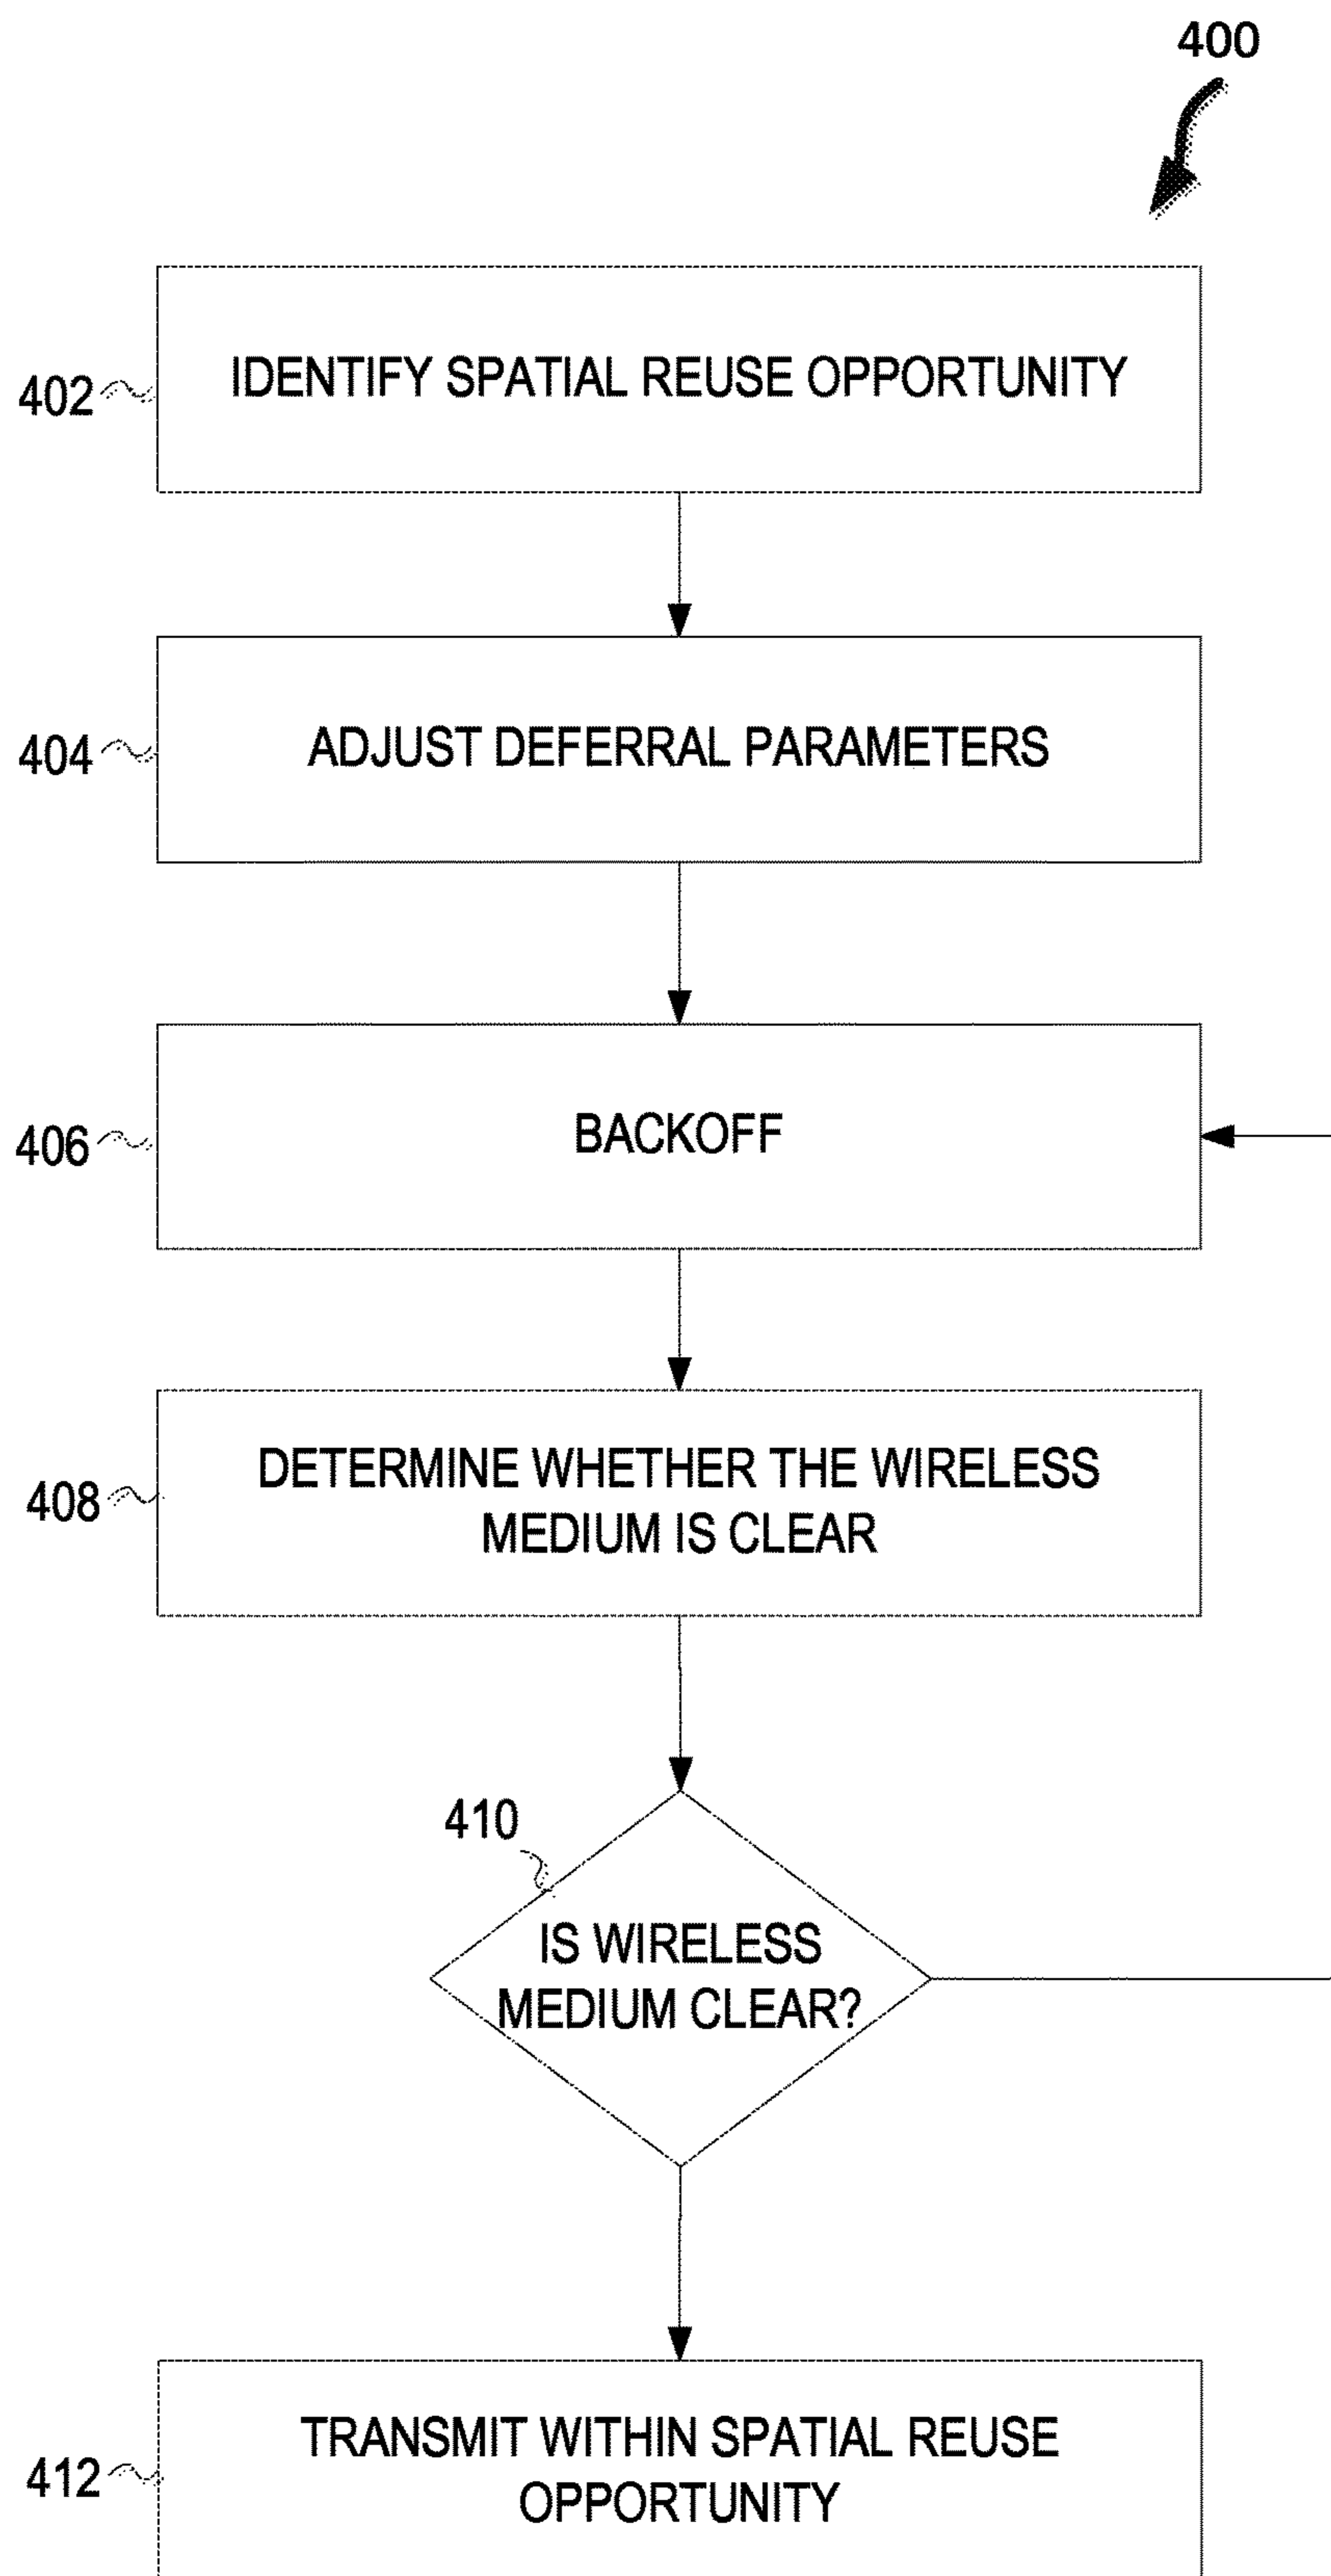 400
402
IDENTIFY SPATIAL REUSE OPPORTUNITY
404
ADJUST DEFERRAL PARAMETERS
406
BACKOFF
408
DETERMINE WHETHER THE WIRELESS
MEDIUM IS CLEAR
410
IS WIRELESS
MEDIUM CLEAR?
412
TRANSMIT WITHIN SPATIAL REUSE
OPPORTUNITY